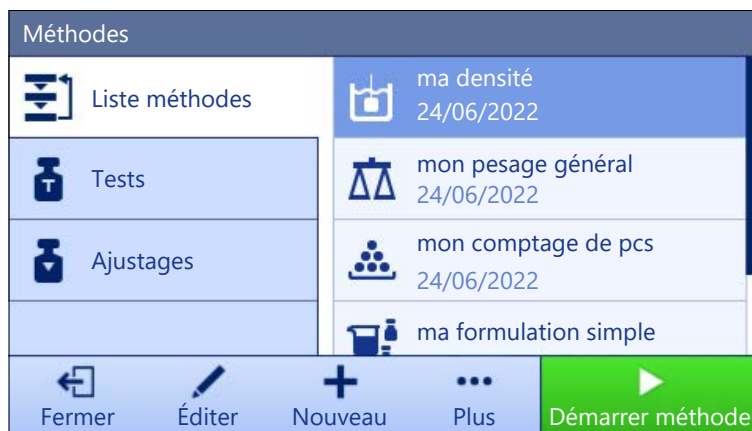 Méthodes
Liste méthodes
Tests
Ajustages
ma densité
24/06/2022
mon pesage général
24/06/2022
mon comptage de pcs
24/06/2022
ma formulation simple
Fermer
Éditer
Nouveau
Plus
Démarrer méthode